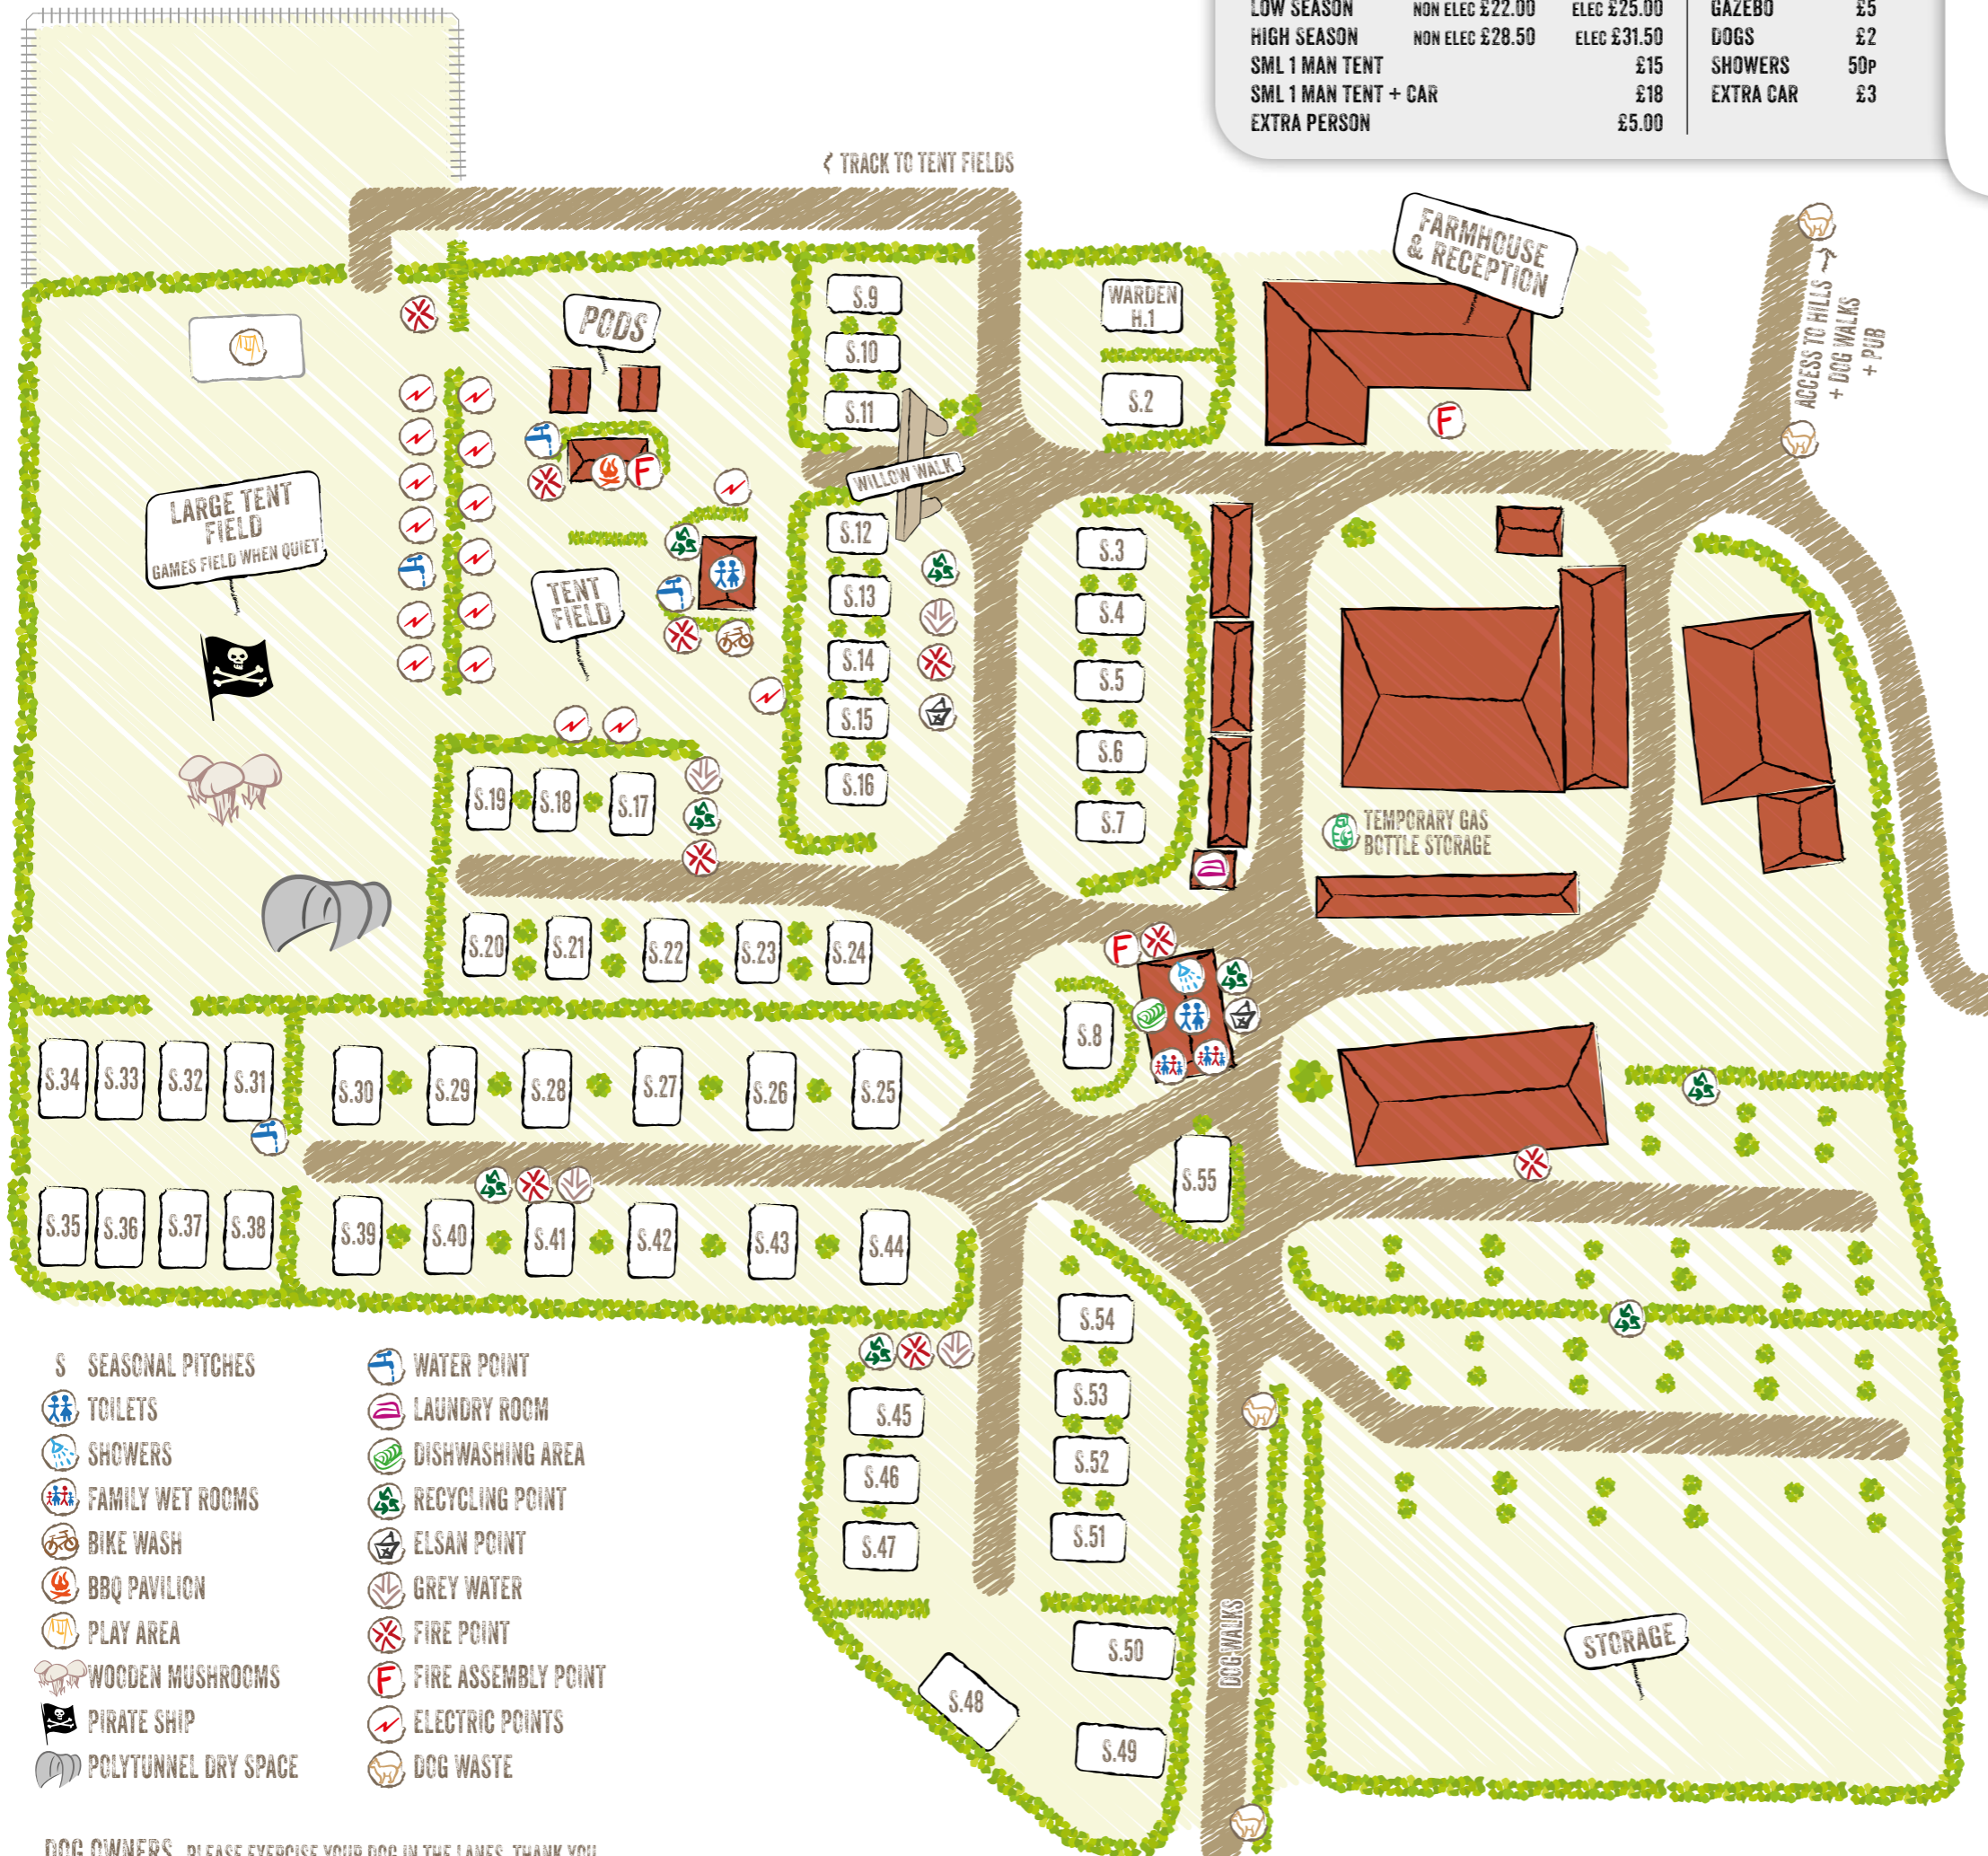 LOW SEASON NON ELEC £22.00 ELEC £25.00 GAZEBO £5
HIGH SEASON NON ELEC £28.50 ELEC £31.50 DOGS £2
SML 1 MAN TENT £15 SHOWERS 50P
SML 1 MAN TENT + CAR £18 EXTRA CAR £3
EXTRA PERSON £5.00
< TRACK TO TENT FIELDS
FARMHOUSE
& RECEPTION
ACCESS TO HILLS →
+ DOG WALKS
+ PUB
WARDEN
H.1
S.2
S.9
S.10
S.11
PODS
WILLOW WALK
LARGE TENT
FIELD
GAMES FIELD WHEN QUIET
TENT
FIELD
S.12
S.13
S.14
S.15
S.16
S.3
S.4
S.5
S.6
S.7
F
F
TEMPORARY GAS
BOTTLE STORAGE
S.19
S.18
S.17
S.20
S.21
S.22
S.23
S.24
F
S.8
S.34
S.33
S.32
S.31
S.30
S.29
S.28
S.27
S.26
S.25
S.55
S.35
S.36
S.37
S.38
S.39
S.40
S.41
S.42
S.43
S.44
S.54
S.53
S.52
S.51
S.45
S.46
S.47
S.50
S.48
S.49
DOG WALKS
STORAGE
S SEASONAL PITCHES
TOILETS
SHOWERS
FAMILY WET ROOMS
BIKE WASH
BBQ PAVILION
PLAY AREA
WOODEN MUSHROOMS
PIRATE SHIP
POLYTUNNEL DRY SPACE
WATER POINT
LAUNDRY ROOM
DISHWASHING AREA
RECYCLING POINT
ELSAN POINT
GREY WATER
FIRE POINT
F FIRE ASSEMBLY POINT
ELECTRIC POINTS
DOG WASTE
DOG OWNERS PLEASE EXERCISE YOUR DOG IN THE LANES, THANK YOU